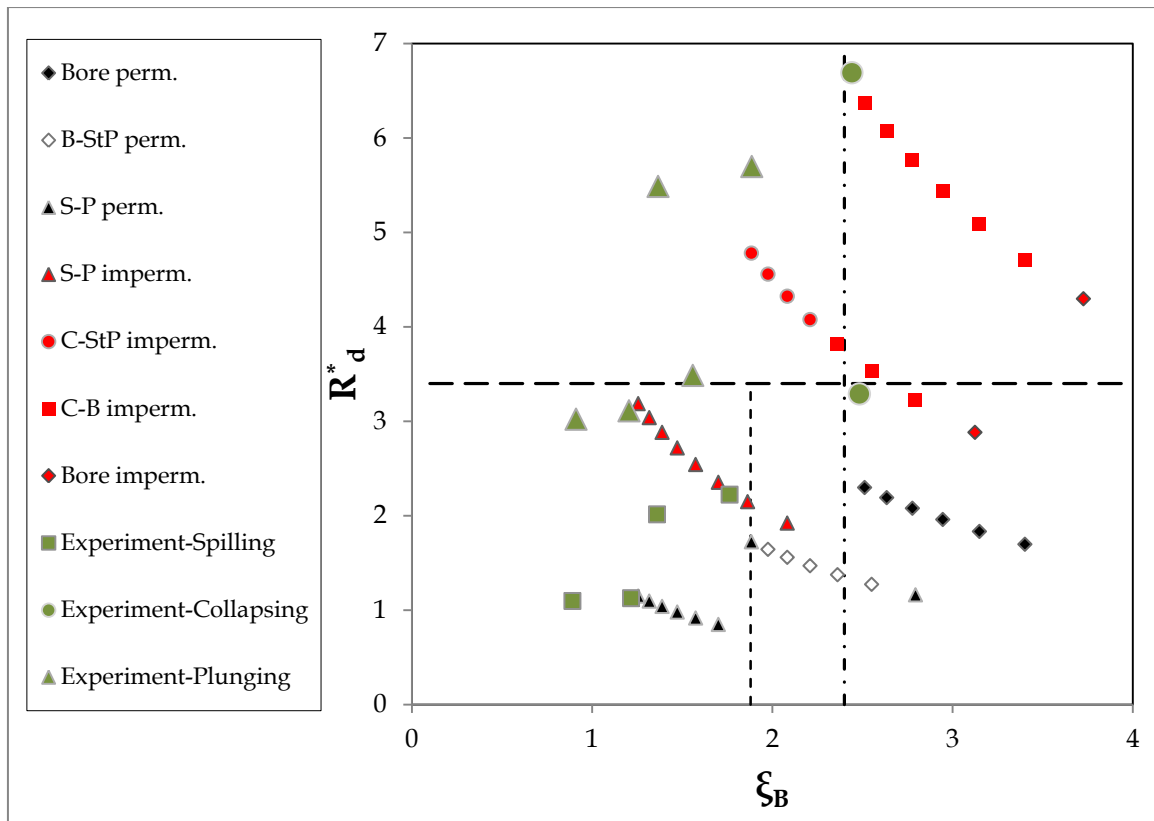 Bore perm.
B-StP perm.
S-P perm.
S-P imperm.
C-StP imperm.
C-B imperm.
Bore imperm.
Experiment-Spilling
Experiment-Collapsing
Experiment-Plunging
R*d
7
6
5
4
3
2
1
0
0 1 2 3 4
ξB